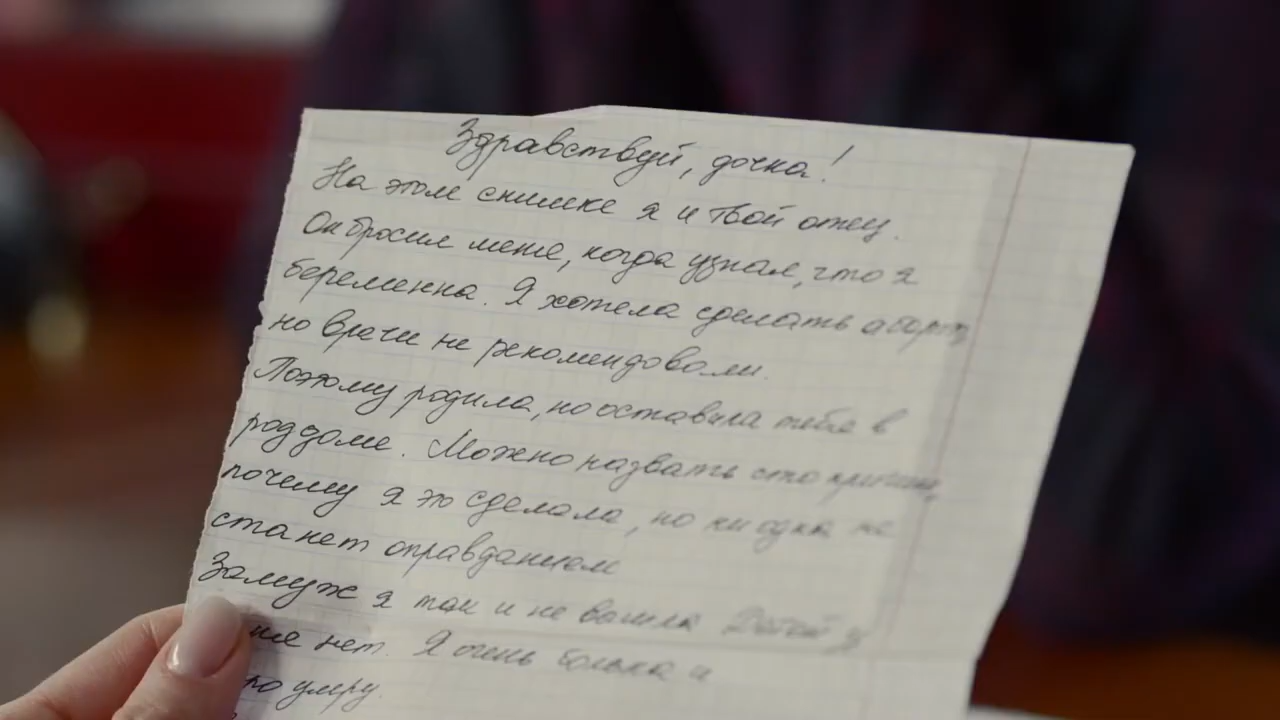 Здравствуй, дочка!
На этом снимке я и твой отец.
Он бросил меня, когда узнал, что я
беременна. Я хотела сделать аборт,
но врачи не рекомендовали.
Поэтому родила, но оставила тебя в
роддоме. Можно назвать сто причин,
почему я это сделала, но ни одна не
станет оправданием
Замуж я так и не вышла Детей у
меня нет. Я очень больна и
умру.